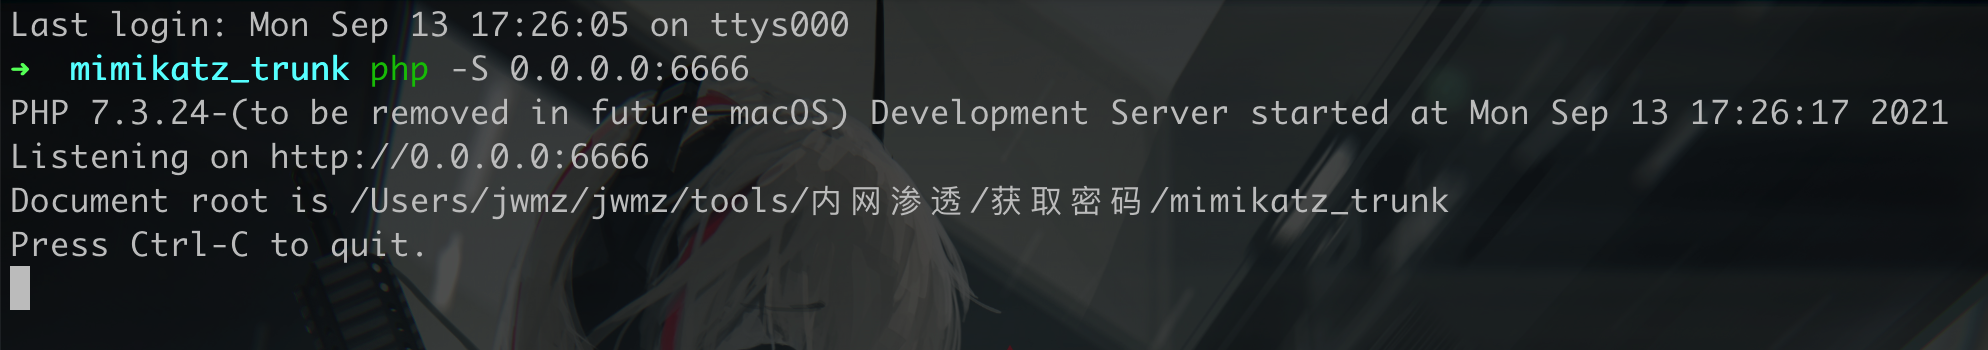 Last login: Mon Sep 13 17:26:05 on ttys000
➜  mimikatz_trunk php -S 0.0.0.0:6666
PHP 7.3.24-(to be removed in future macOS) Development Server started at Mon Sep 13 17:26:17 2021
Listening on http://0.0.0.0:6666
Document root is /Users/jwmz/jwmz/tools/内网渗透/获取密码/mimikatz_trunk
Press Ctrl-C to quit.